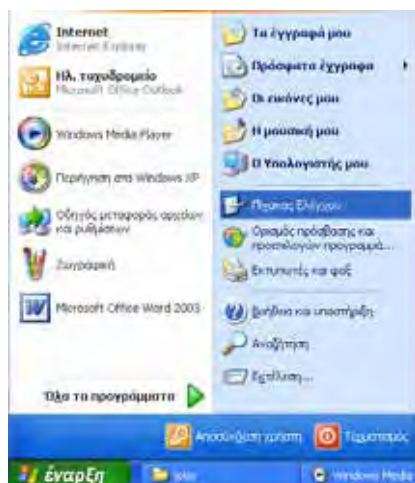 Internet
Internet Explorer
Ηλ. ταχυδρομείο
Microsoft Office Outlook
Windows Media Player
Περιήγηση στα Windows XP
Οδηγός μεταφοράς αρχείων
και ρυθμίσεων
Ζωγραφική
Microsoft Office Word 2003
Όλα τα προγράμματα
Τα έγγραφά μου
Πρόσφατα έγγραφα
Οι εικόνες μου
Η μουσική μου
Ο Υπολογιστής μου
Πίνακας Ελέγχου
Ορισμός πρόσβασης και
προεπιλογών προγραμμά...
Εκτυπωτές και φαξ
Βοήθεια και υποστήριξη
Αναζήτηση
Εκτέλεση...
Αποσύνδεση χρήστη
Τερματισμός
έναρξη
Windows Media